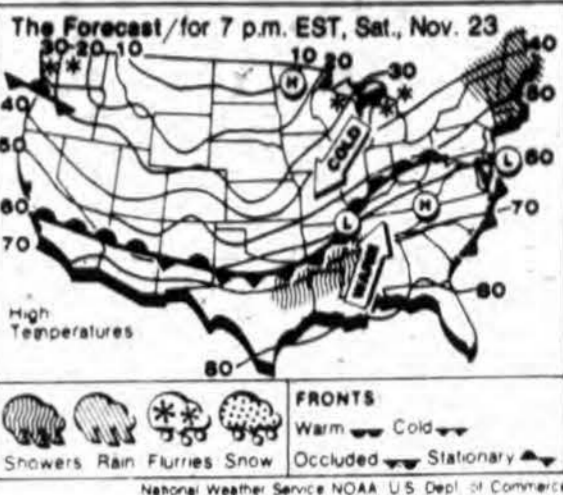 The Forecast/for 7 p.m. EST, Sat., Nov. 23
30 20 10
10 20
30
40
40
50
60
70
50
60
70
80
80
H
COLD
L
L
H
WARM
High
Temperatures
Showers Rain Flurries Snow
FRONTS:
Warm Cold
Occluded Stationary
National Weather Service NOAA U S Dept of Commerce